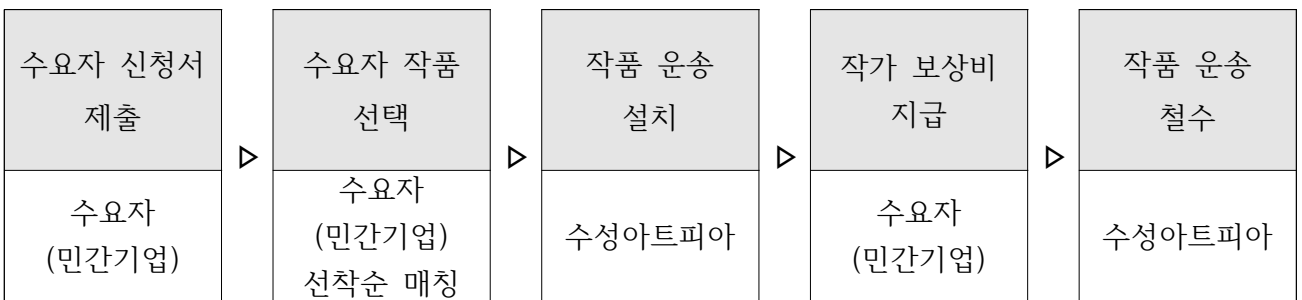 수요자 신청서
제출
수요자
(민간기업)
▷
수요자 작품
선택
수요자
(민간기업)
선착순 매칭
▷
작품 운송
설치
수성아트피아
▷
작가 보상비
지급
수요자
(민간기업)
▷
작품 운송
철수
수성아트피아